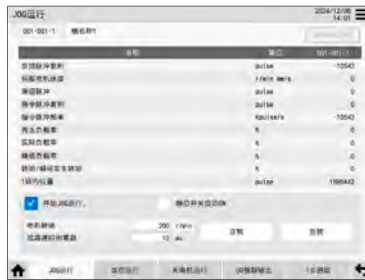 JOG运行 2024/12/06
14:01
001-001-1 轴名称1
名称 单位 001-001-1
反馈脉冲累积 pulse -10543
伺服电机速度 r/min mm/s 0
滞留脉冲 pulse 0
指令脉冲累积 pulse 0
指令脉冲频率 kpulse/s -10543
再生负载率 % 0
实际负载率 % 0
峰值负载率 % 0
转矩/瞬时发生转矩 % 0
1转内位置 pulse 1698442
开始JOG运行。 限位开关自动ON
电机转速 200 r/min 正转 反转
加减速时间常数 10 ms
JOG运行 定位运行 无电机运行 DO强制输出 1步进给